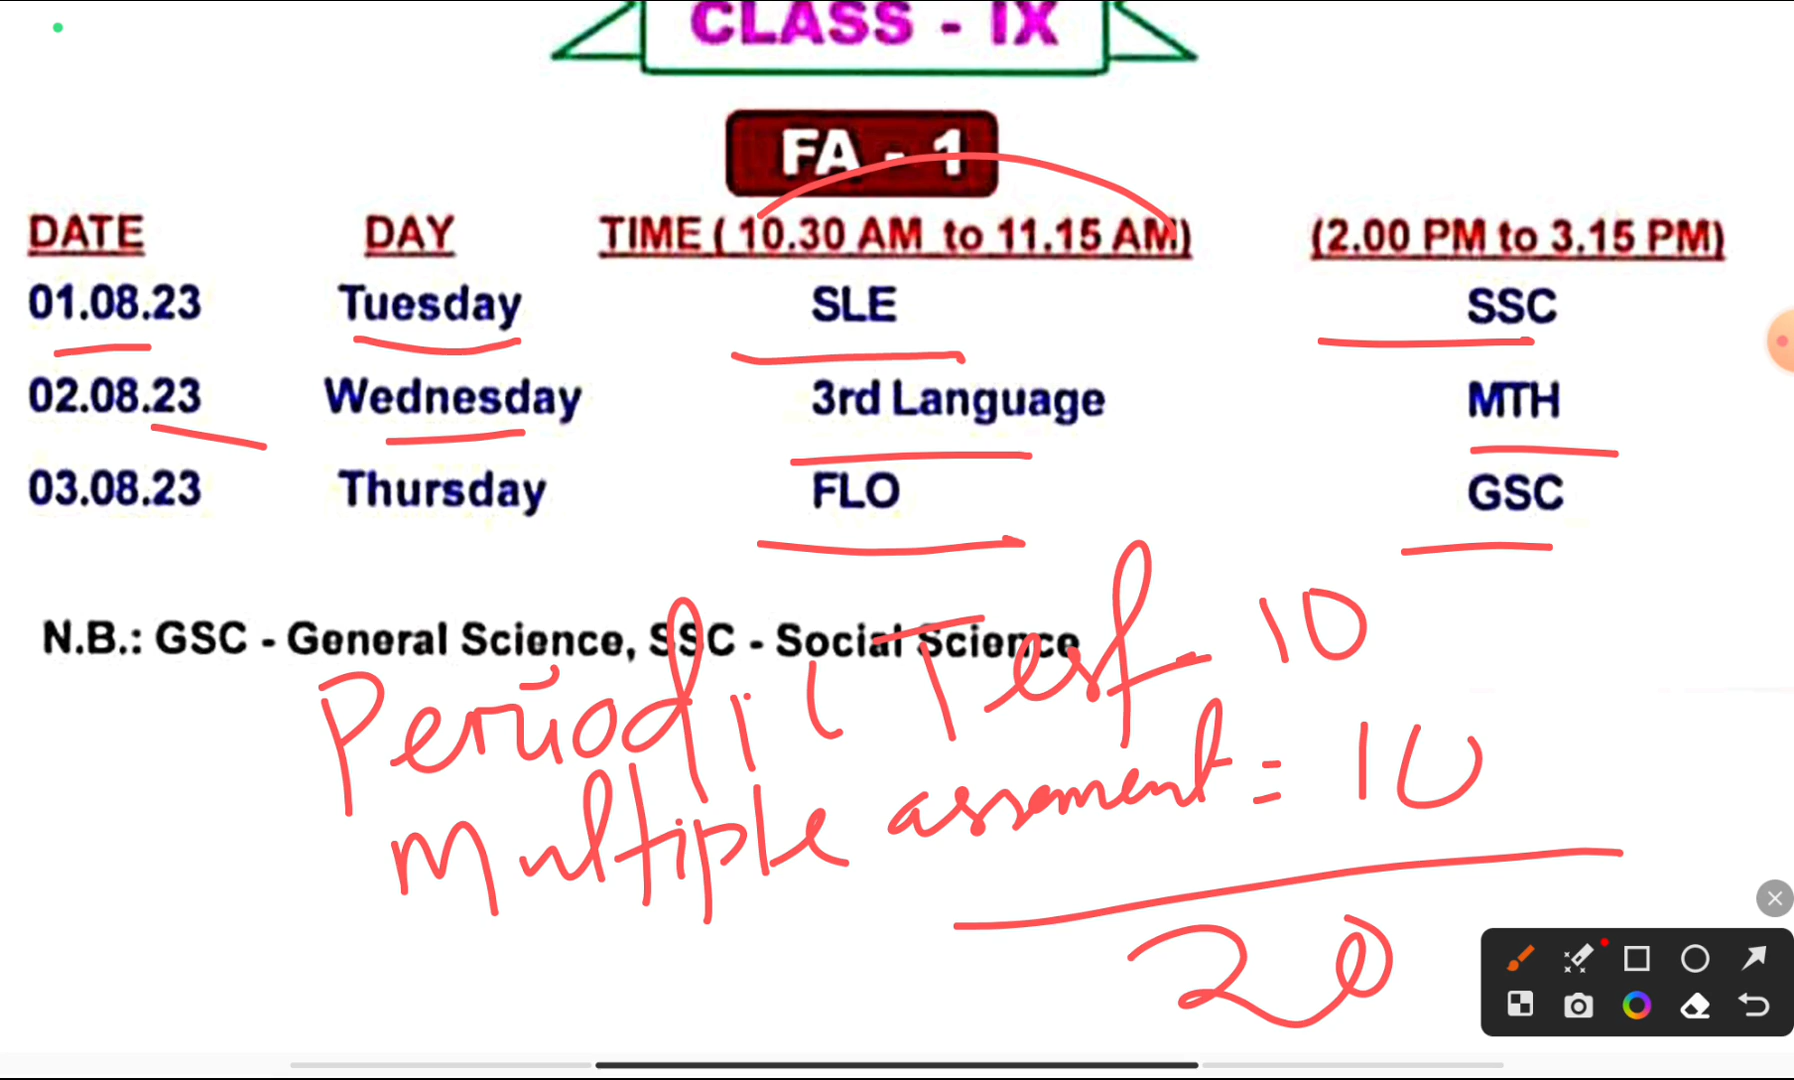 CLASS - IX
FA - 1
DATE DAY TIME ( 10.30 AM to 11.15 AM) (2.00 PM to 3.15 PM)
01.08.23 Tuesday SLE SSC
02.08.23 Wednesday 3rd Language MTH
03.08.23 Thursday FLO GSC
N.B.: GSC - General Science, SSC - Social Science
Periodic Test - 10
Multiple assment = 10
20